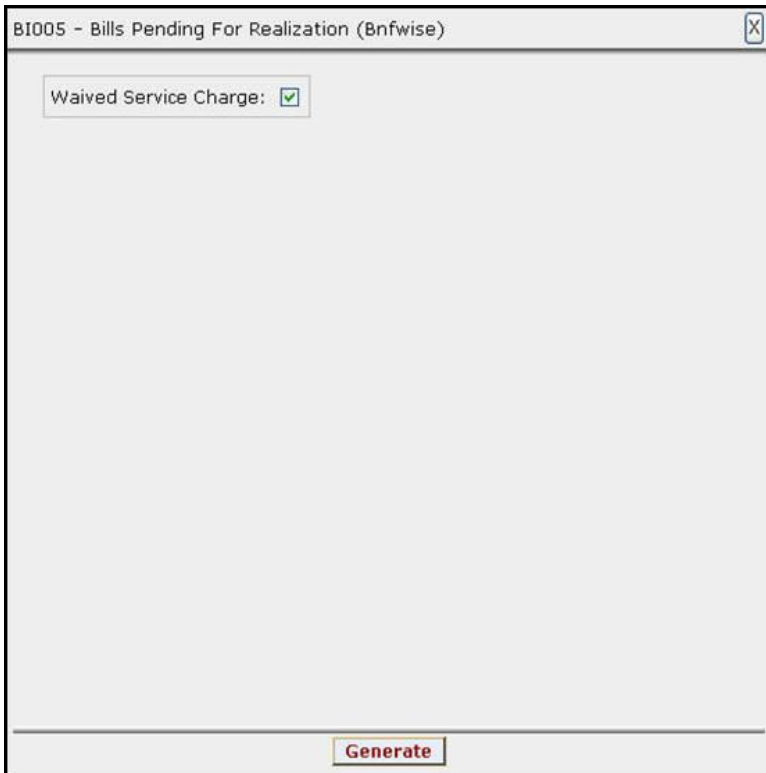 BI005 - Bills Pending For Realization (Bnfwise)
X
Waived Service Charge:
Generate